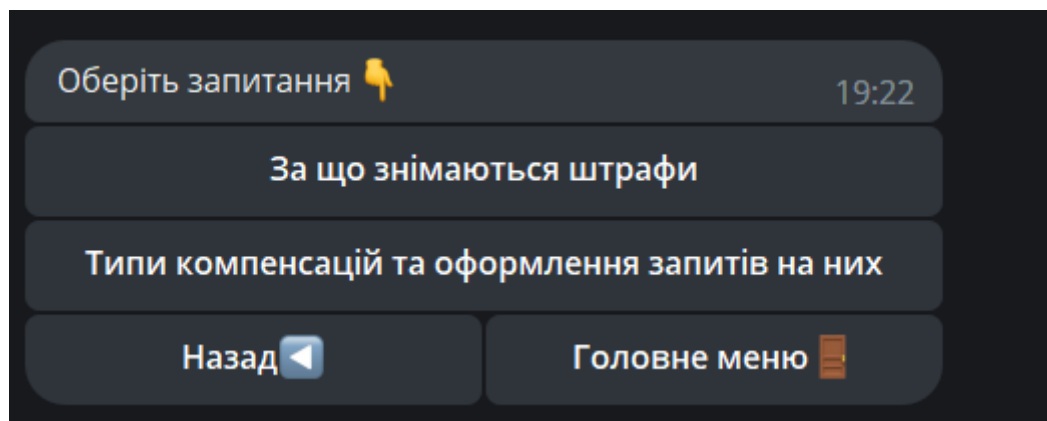 Оберіть запитання 👇
19:22
За що знімаються штрафи
Типи компенсацій та оформлення запитів на них
Назад◀️
Головне меню🚪